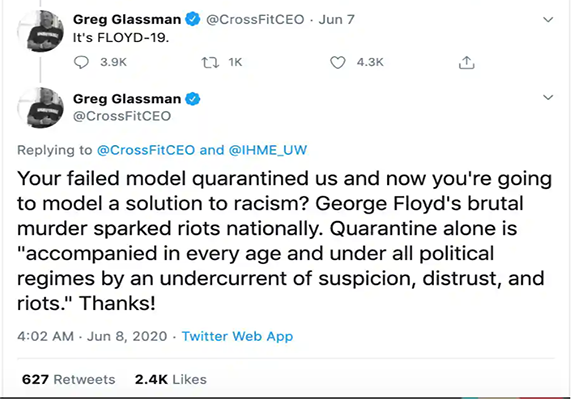 Greg Glassman @CrossFitCEO · Jun 7
It's FLOYD-19.
3.9K 1K 4.3K
Greg Glassman
@CrossFitCEO
Replying to @CrossFitCEO and @IHME_UW
Your failed model quarantined us and now you're going
to model a solution to racism? George Floyd's brutal
murder sparked riots nationally. Quarantine alone is
"accompanied in every age and under all political
regimes by an undercurrent of suspicion, distrust, and
riots." Thanks!
4:02 AM · Jun 8, 2020 · Twitter Web App
627 Retweets 2.4K Likes